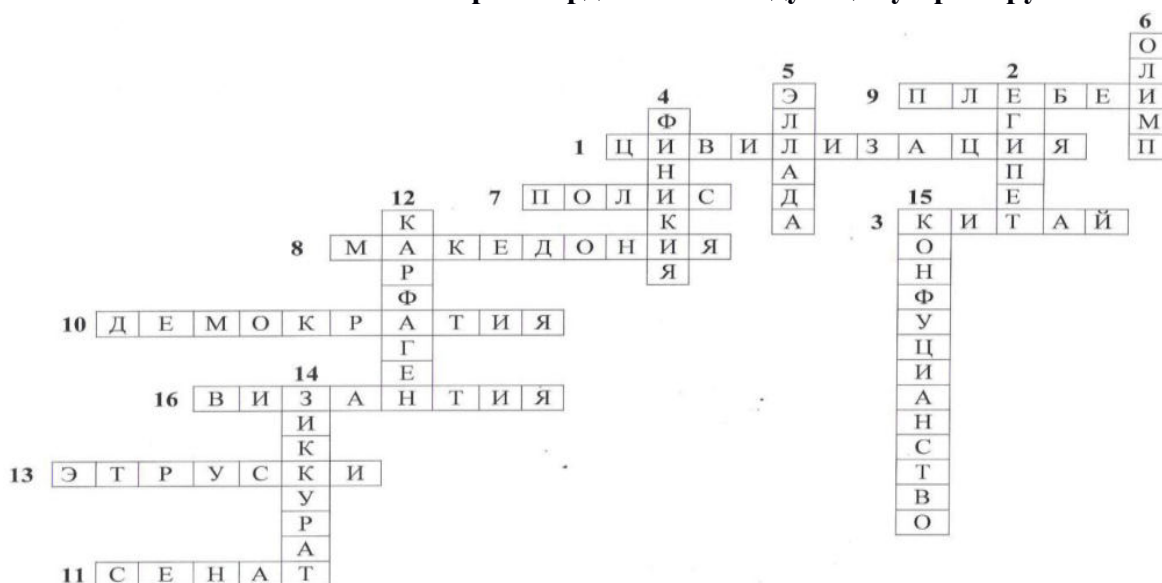 6
О
5 2 Л
4 Э 9 П Л Е Б Е И
Ф Л Г М
1 Ц И В И Л И З А Ц И Я П
Н А П
12 7 П О Л И С Д Е 15
К К А 3 К И Т А Й
8 М А К Е Д О Н И Я О
Р Я Н
Ф Ф
10 Д Е М О К Р А Т И Я У
Г Ц
14 Е И
16 В И З А Н Т И Я А
И Н
К С
13 Э Т Р У С К И Т
У В
Р О
А
11 С Е Н А Т